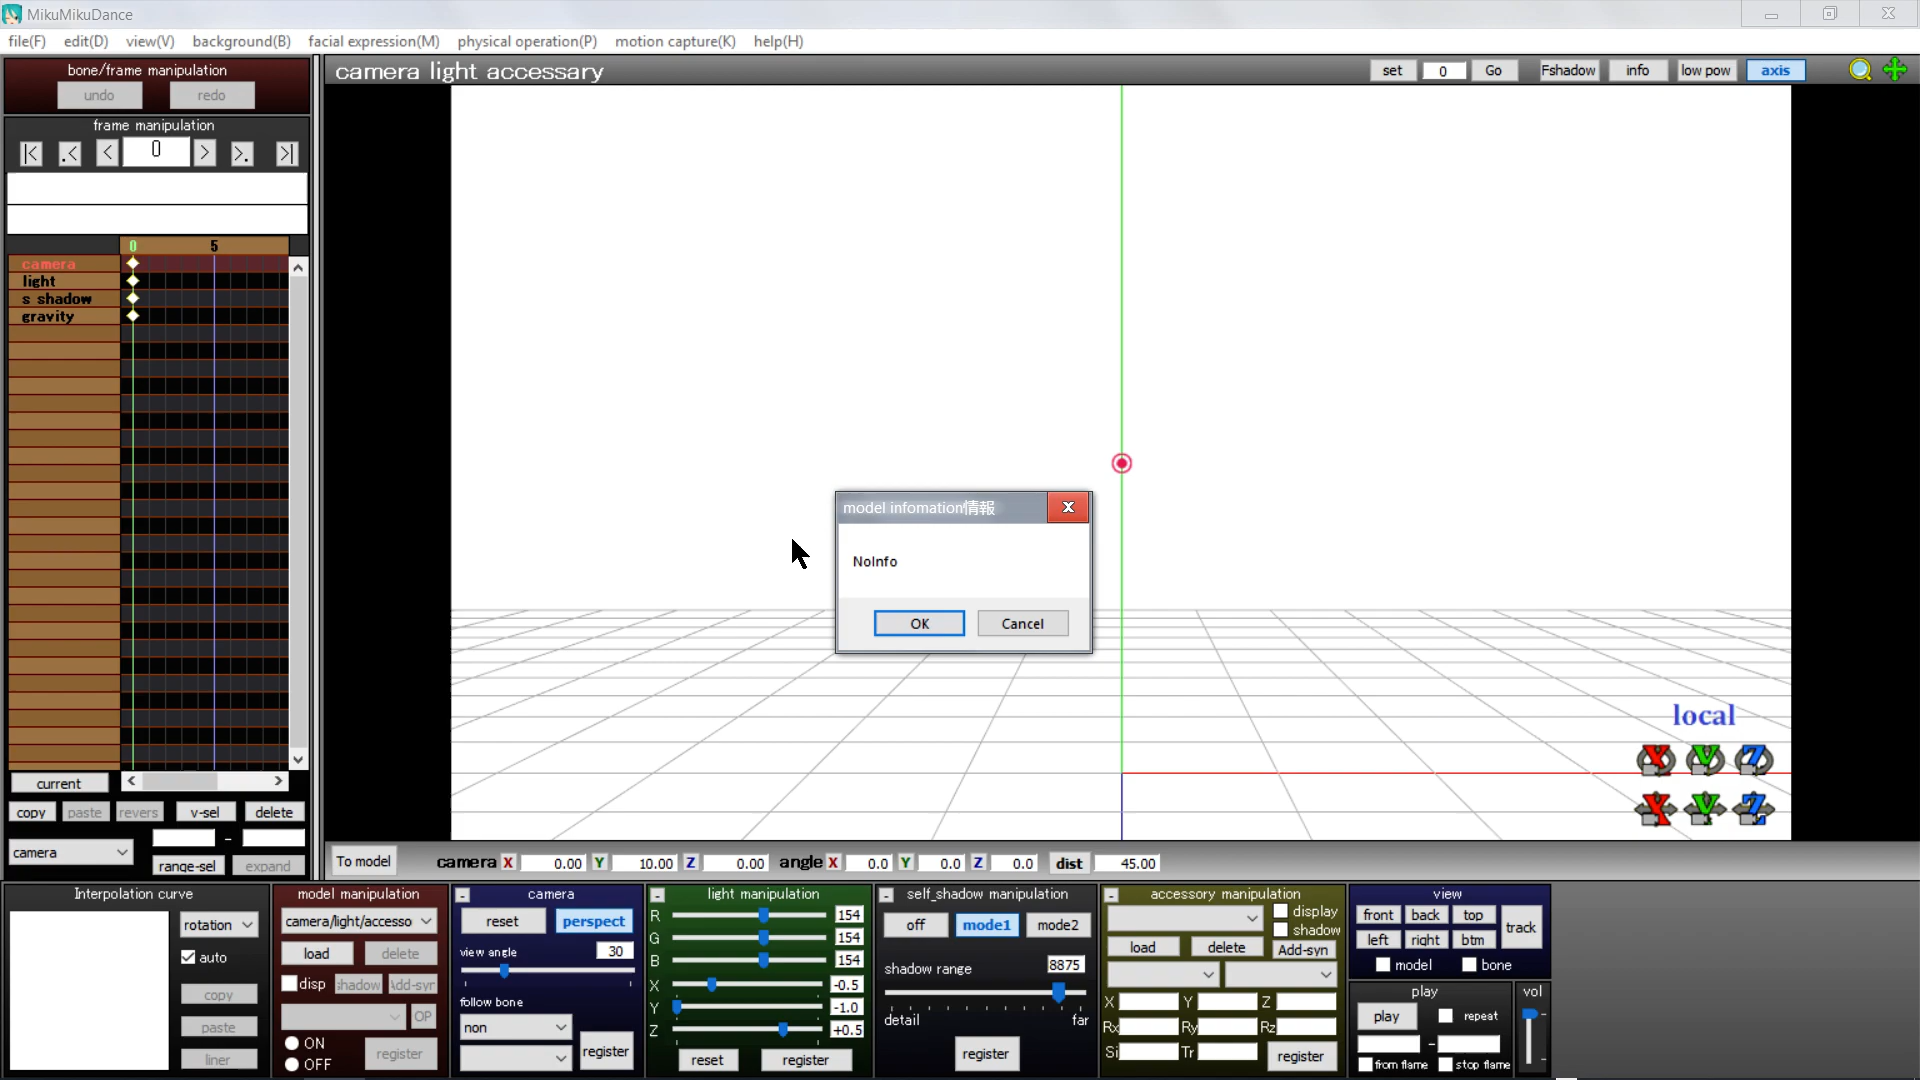 MikuMikuDance
file(F) edit(D) view(V) background(B) facial expression(M) physical operation(P) motion capture(K) help(H)
bone/frame manipulation
undo redo
frame manipulation
|< .< < 0 > >. >|
camera light accessary
set 0 Go Fshadow info low pow axis
0 5
camera
light
s shadow
gravity
model infomation情報
NoInfo
OK Cancel
local
X Y Z
X Y Z
current
copy paste revers v-sel delete
-
camera
range-sel expand
To model camera X 0.00 Y 10.00 Z 0.00 angle X 0.0 Y 0.0 Z 0.0 dist 45.00
Interpolation curve
rotation
auto
copy
paste
liner
model manipulation
camera/light/accesso
load delete
disp shadow Add-syn
OP
ON
OFF
register
- camera
reset perspect
view angle 30
follow bone
non
register
- light manipulation
R 154
G 154
B 154
X -0.5
Y -1.0
Z +0.5
reset register
- self_shadow manipulation
off mode1 mode2
shadow range 8875
detail far
register
- accessory manipulation
display
shadow
load delete Add-syn
X Y Z
Rx Ry Rz
Si Tr
register
view
front back top
track
left right btm
model bone
play
play repeat
-
from flame stop flame
vol